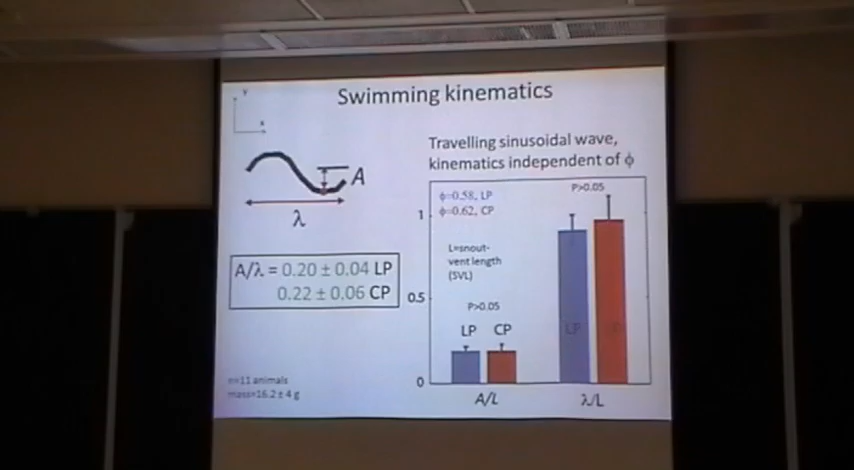 Swimming kinematics
y
x
A
λ
A/λ = 0.20 ± 0.04 LP
0.22 ± 0.06 CP
n=11 animals
mass=16.2 ± 4 g
Travelling sinusoidal wave,
kinematics independent of ϕ
ϕ=0.58, LP
ϕ=0.62, CP
P>0.05
1
L=snout-
vent length
(SVL)
0.5
P>0.05
LP CP
LP
0
A/L
λ/L